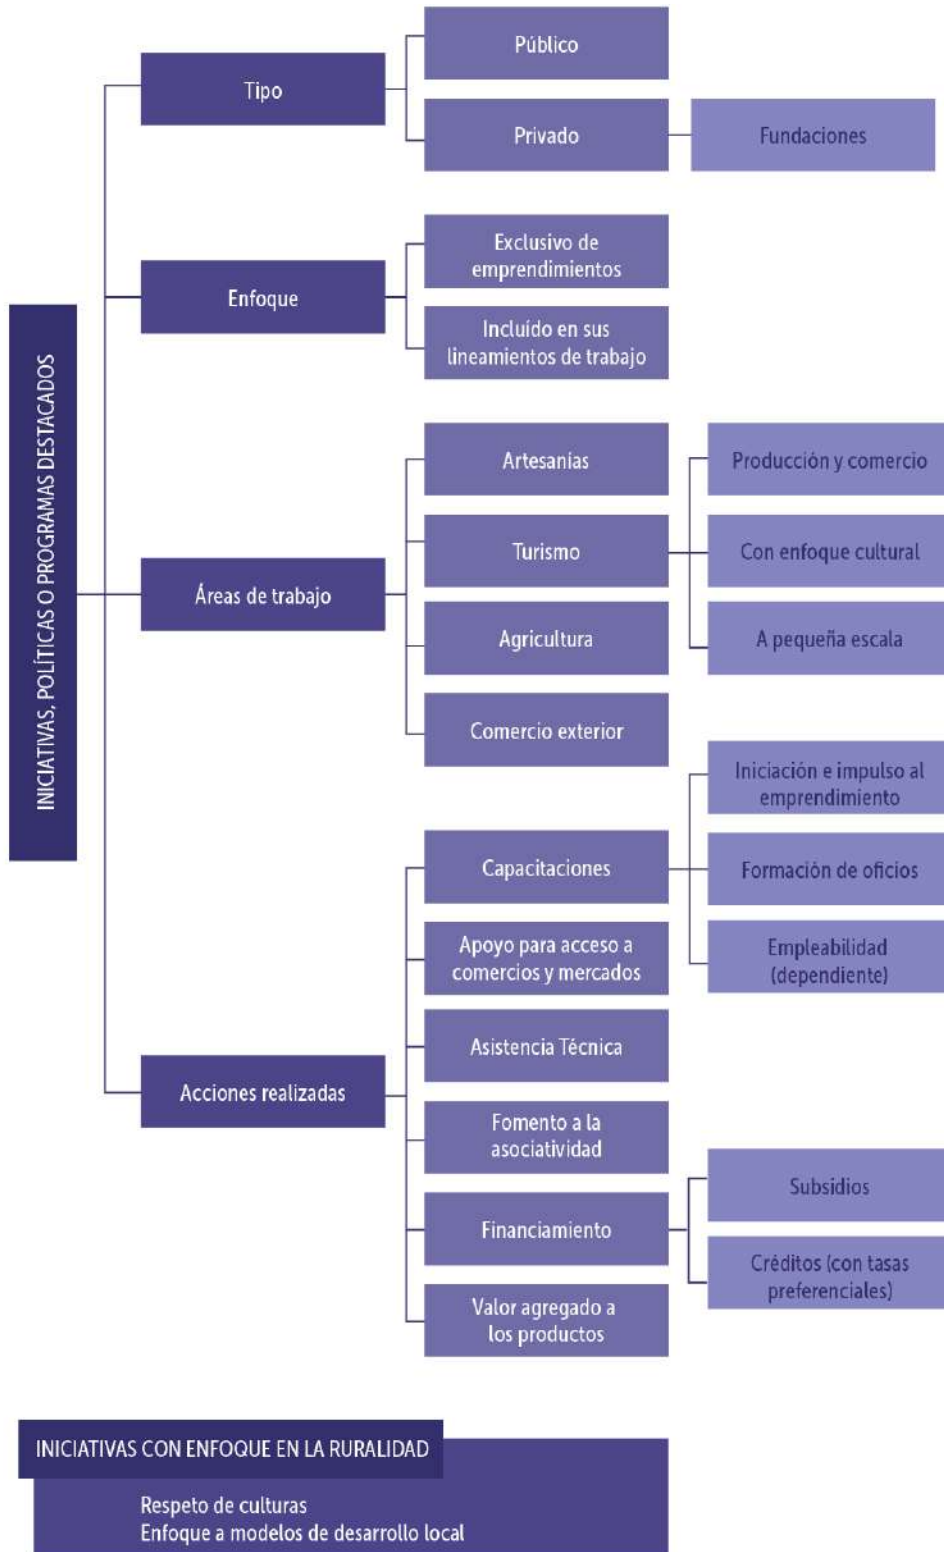 INICIATIVAS, POLÍTICAS O PROGRAMAS DESTACADOS
Tipo
Público
Privado
Fundaciones
Enfoque
Exclusivo de
emprendimientos
Incluído en sus
lineamientos de trabajo
Áreas de trabajo
Artesanías
Turismo
Producción y comercio
Con enfoque cultural
A pequeña escala
Agricultura
Comercio exterior
Acciones realizadas
Capacitaciones
Iniciación e impulso al
emprendimiento
Formación de oficios
Empleabilidad
(dependiente)
Apoyo para acceso a
comercios y mercados
Asistencia Técnica
Fomento a la
asociatividad
Financiamiento
Subsidios
Créditos (con tasas
preferenciales)
Valor agregado a
los productos
INICIATIVAS CON ENFOQUE EN LA RURALIDAD
Respeto de culturas
Enfoque a modelos de desarrollo local